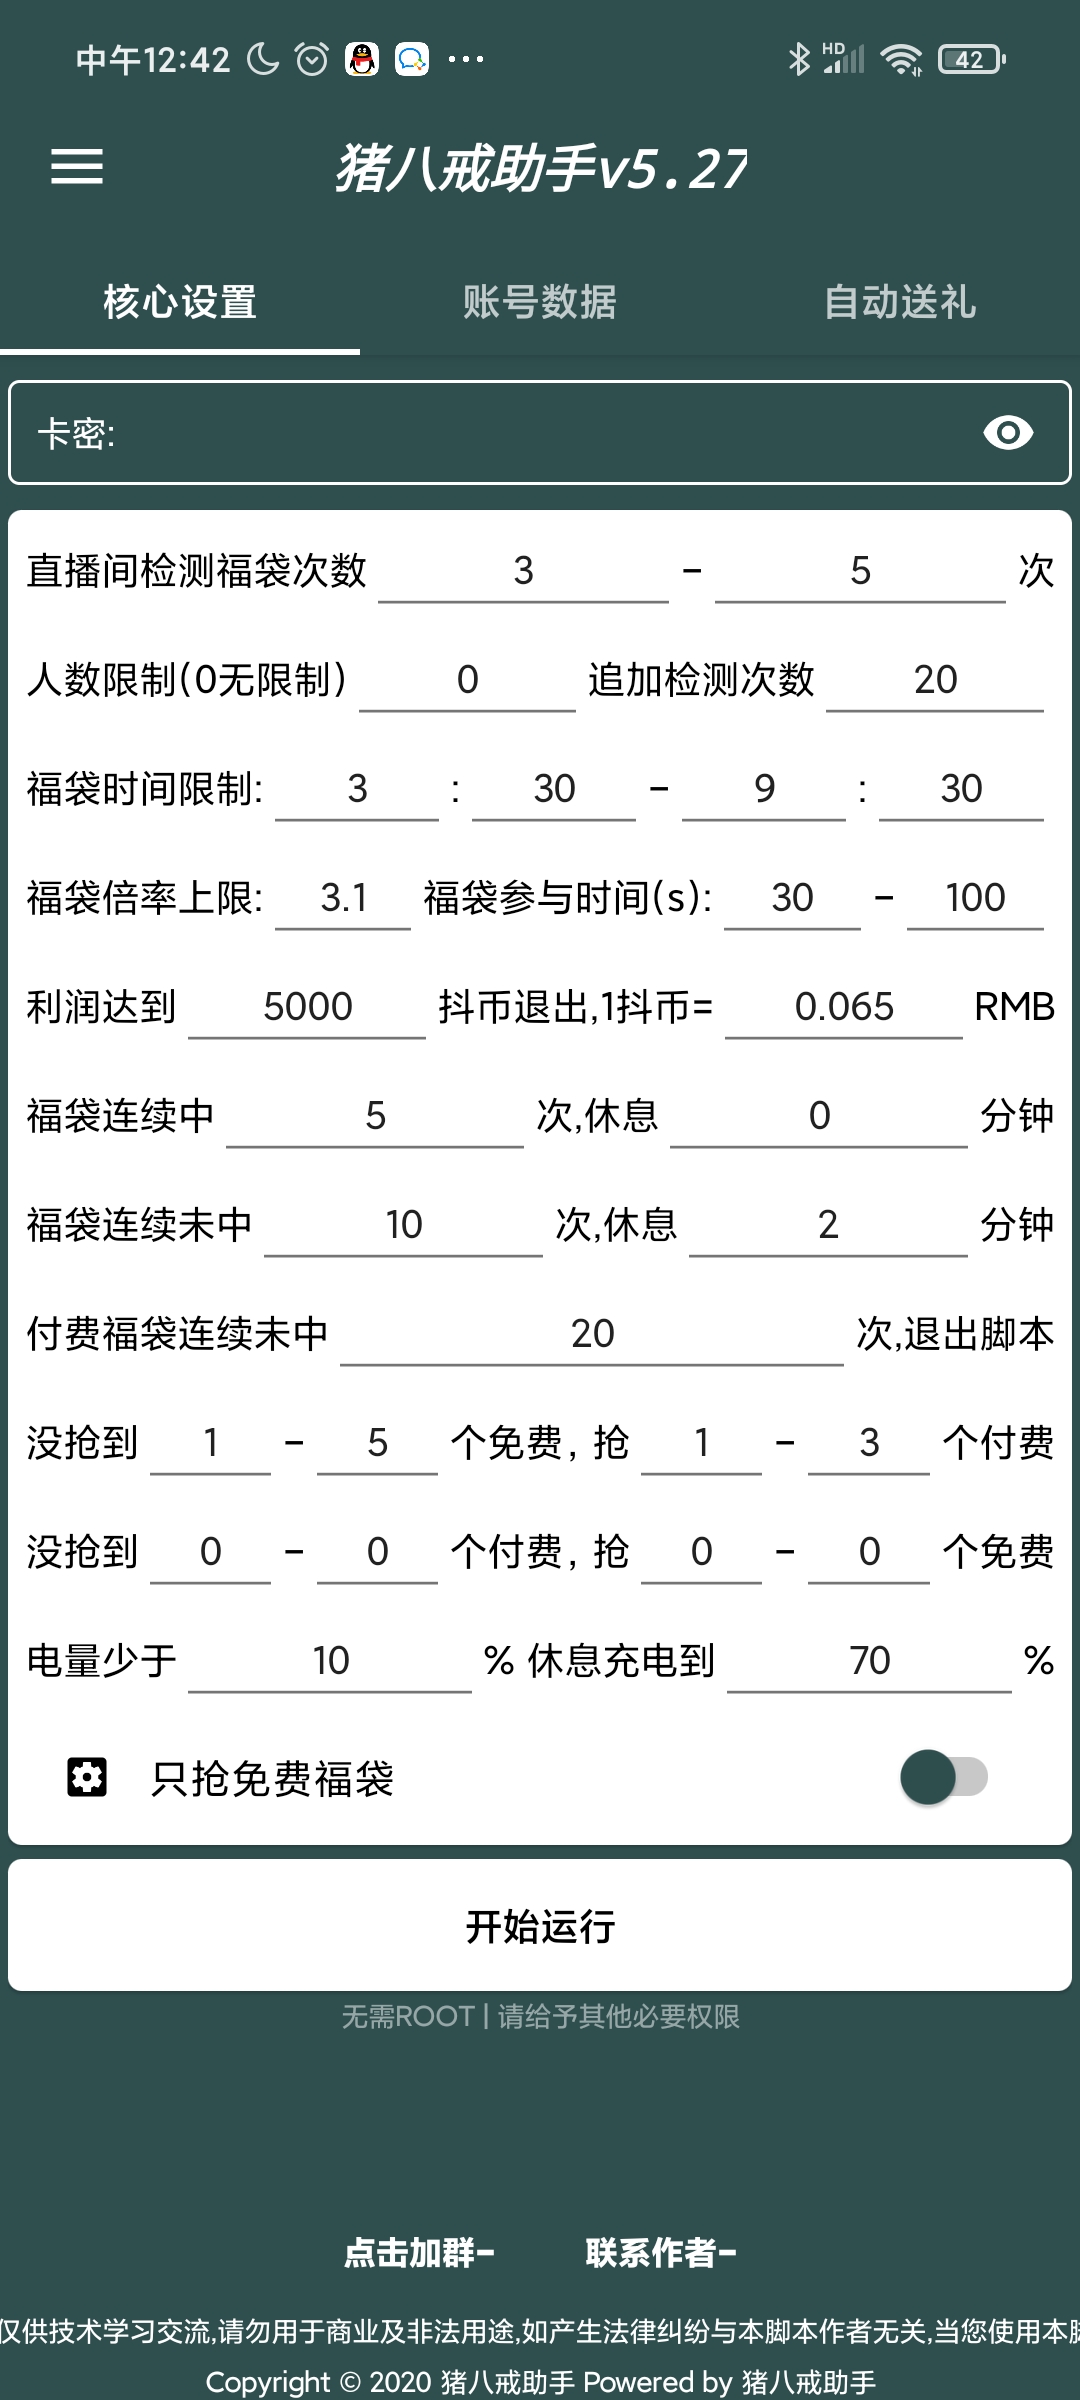 中午12:42 HD 42
猪八戒助手v5.27
核心设置 账号数据 自动送礼
卡密:
直播间检测福袋次数 3 - 5 次
人数限制(0无限制) 0 追加检测次数 20
福袋时间限制: 3 : 30 - 9 : 30
福袋倍率上限: 3.1 福袋参与时间(s): 30 - 100
利润达到 5000 抖币退出,1抖币= 0.065 RMB
福袋连续中 5 次,休息 0 分钟
福袋连续未中 10 次,休息 2 分钟
付费福袋连续未中 20 次,退出脚本
没抢到 1 - 5 个免费, 抢 1 - 3 个付费
没抢到 0 - 0 个付费, 抢 0 - 0 个免费
电量少于 10 % 休息充电到 70 %
只抢免费福袋
开始运行
无需ROOT | 请给予其他必要权限
点击加群- 联系作者-
仅供技术学习交流,请勿用于商业及非法用途,如产生法律纠纷与本脚本作者无关,当您使用本
Copyright © 2020 猪八戒助手 Powered by 猪八戒助手